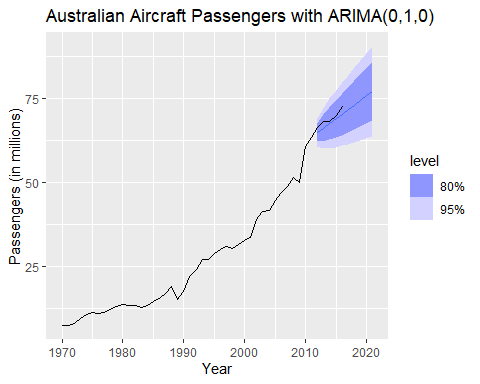 Australian Aircraft Passengers with ARIMA(0,1,0)
Passengers (in millions)
75
50
25
1970 1980 1990 2000 2010 2020
Year
level
80%
95%